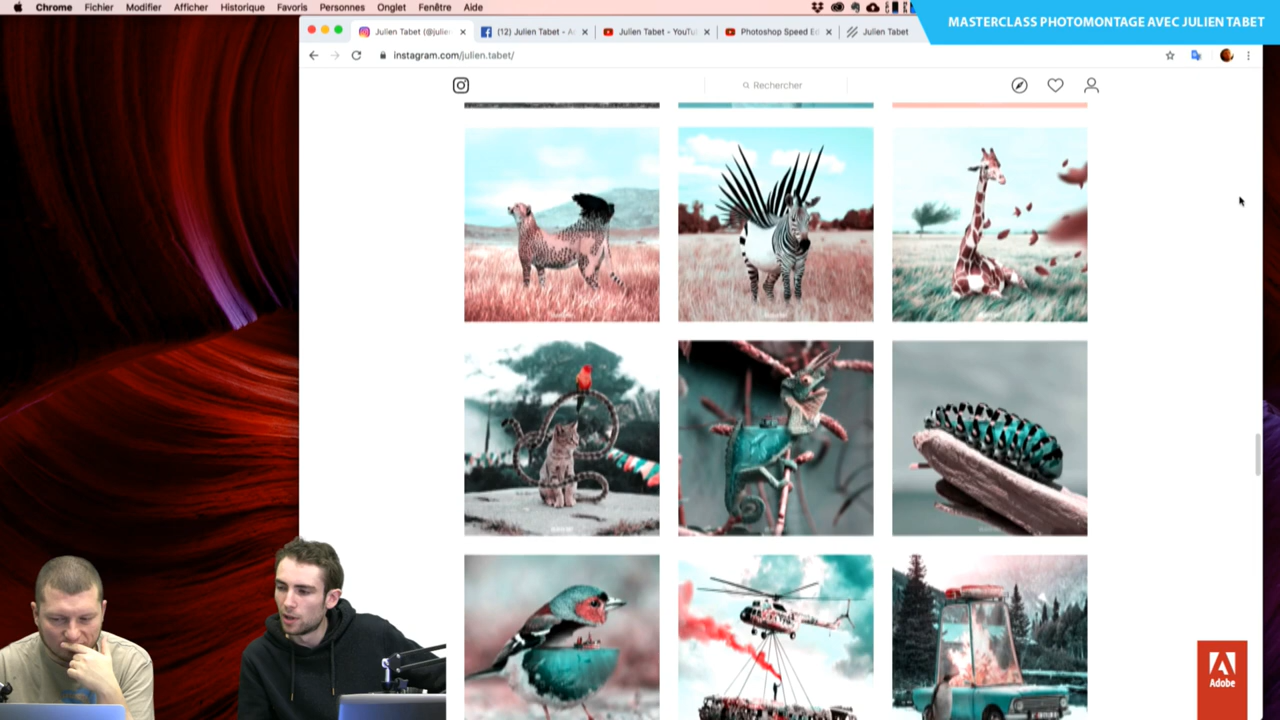 Chrome Fichier Modifier Afficher Historique Favoris Personnes Onglet Fenêtre Aide
MASTERCLASS PHOTOMONTAGE AVEC JULIEN TABET
Julien Tabet (@julien
(12) Julien Tabet - Ac
Julien Tabet - YouTu
Photoshop Speed Ed
Julien Tabet
instagram.com/julien.tabet/
Rechercher
Adobe